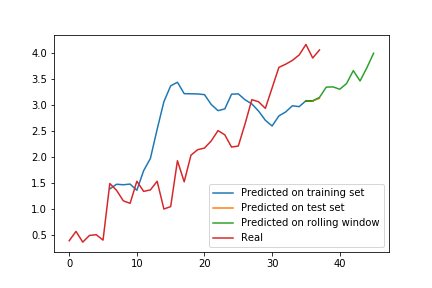 4.0
3.5
3.0
2.5
2.0
1.5
1.0
0.5
0 10 20 30 40
Predicted on training set
Predicted on test set
Predicted on rolling window
Real